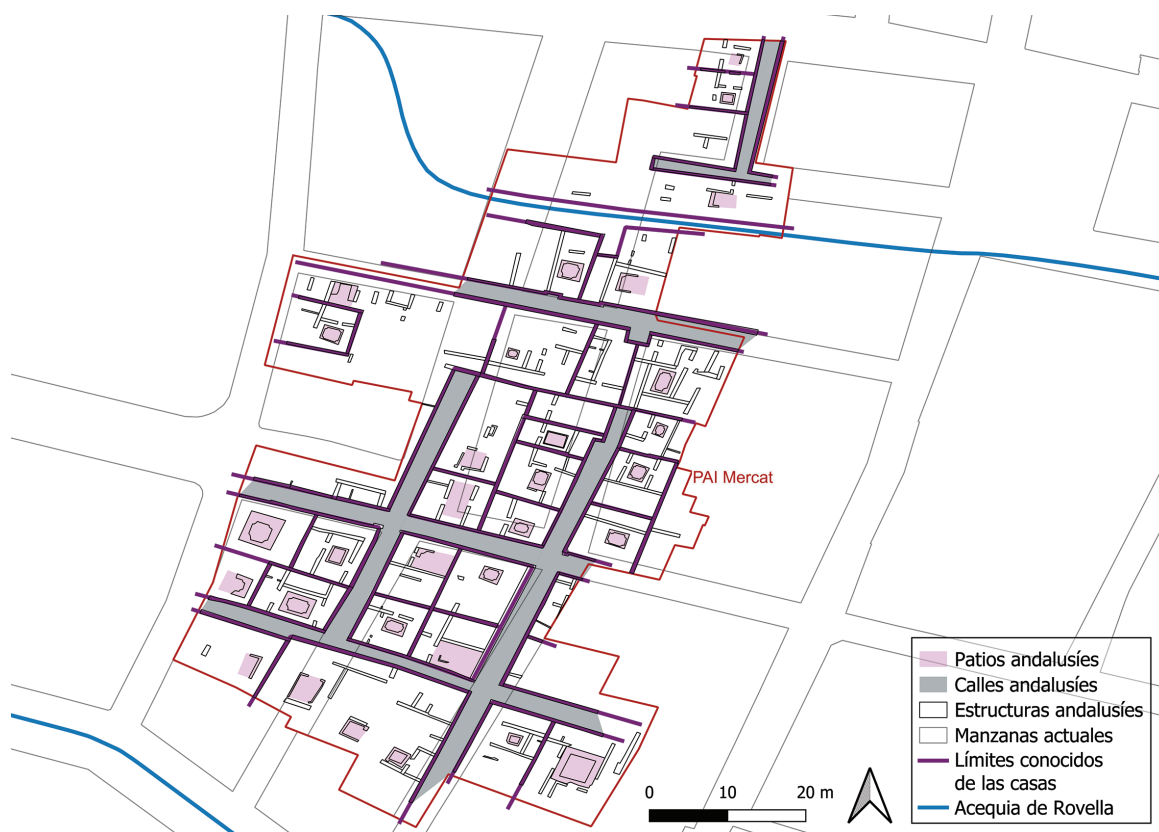 PAI Mercat
Patios andalusíes
Calles andalusíes
Estructuras andalusíes
Manzanas actuales
Límites conocidos
de las casas
Acequia de Rovella
0 10 20 m